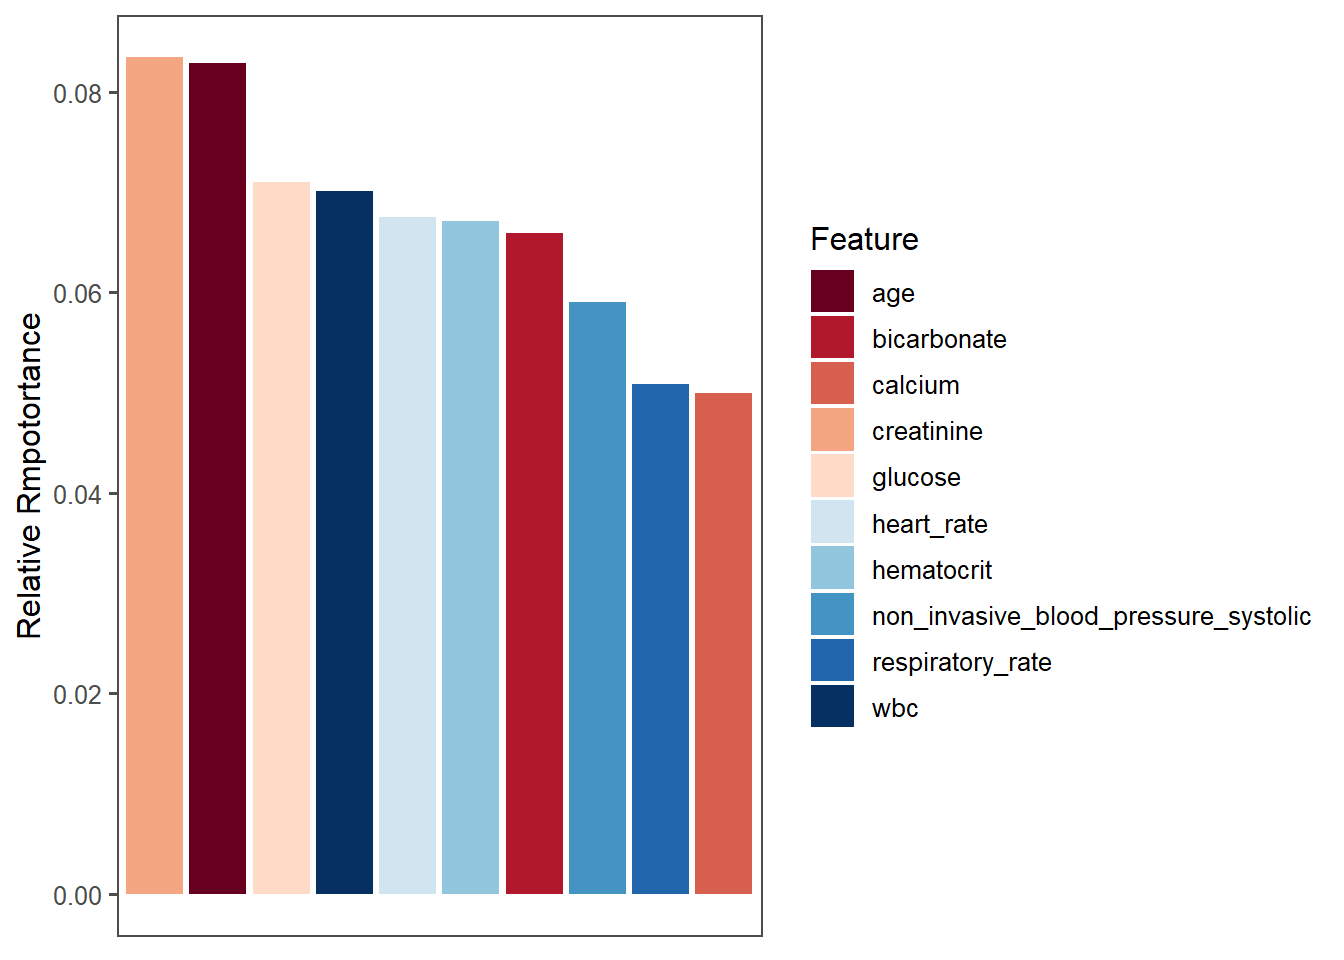 Relative Rmpotortance
0.08
0.06
0.04
0.02
0.00
Feature
age
bicarbonate
calcium
creatinine
glucose
heart_rate
hematocrit
non_invasive_blood_pressure_systolic
respiratory_rate
wbc